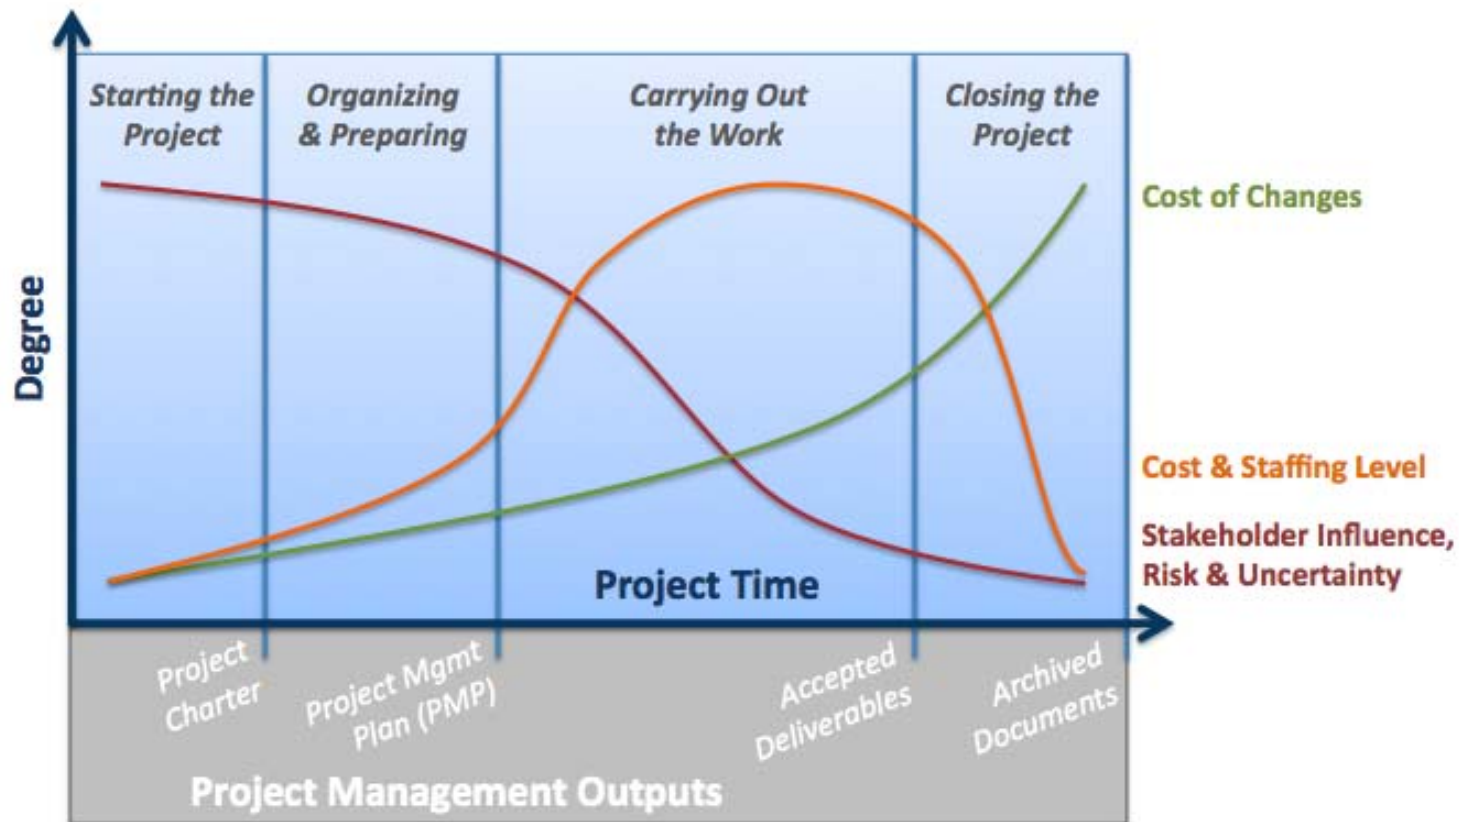 Starting the
Project
Organizing
& Preparing
Carrying Out
the Work
Closing the
Project
Cost of Changes
Degree
Cost & Staffing Level
Stakeholder Influence,
Risk & Uncertainty
Project Time
Project
Charter
Project Mgmt
Plan (PMP)
Accepted
Deliverables
Archived
Documents
Project Management Outputs